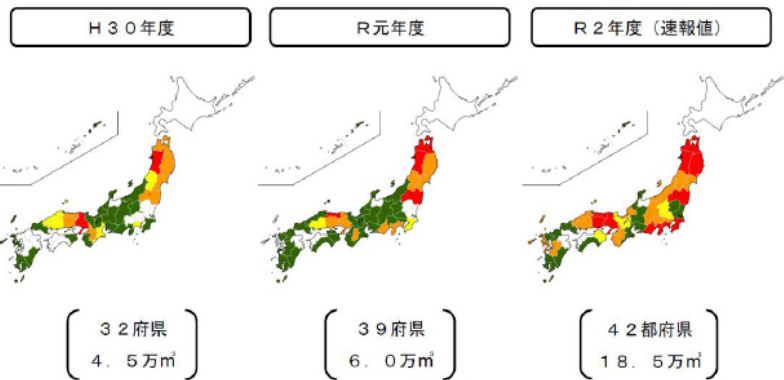 H30年度
R元年度
R2年度（速報値）
32府県
4．5万㎥
39府県
6．0万㎥
42都府県
18．5万㎥